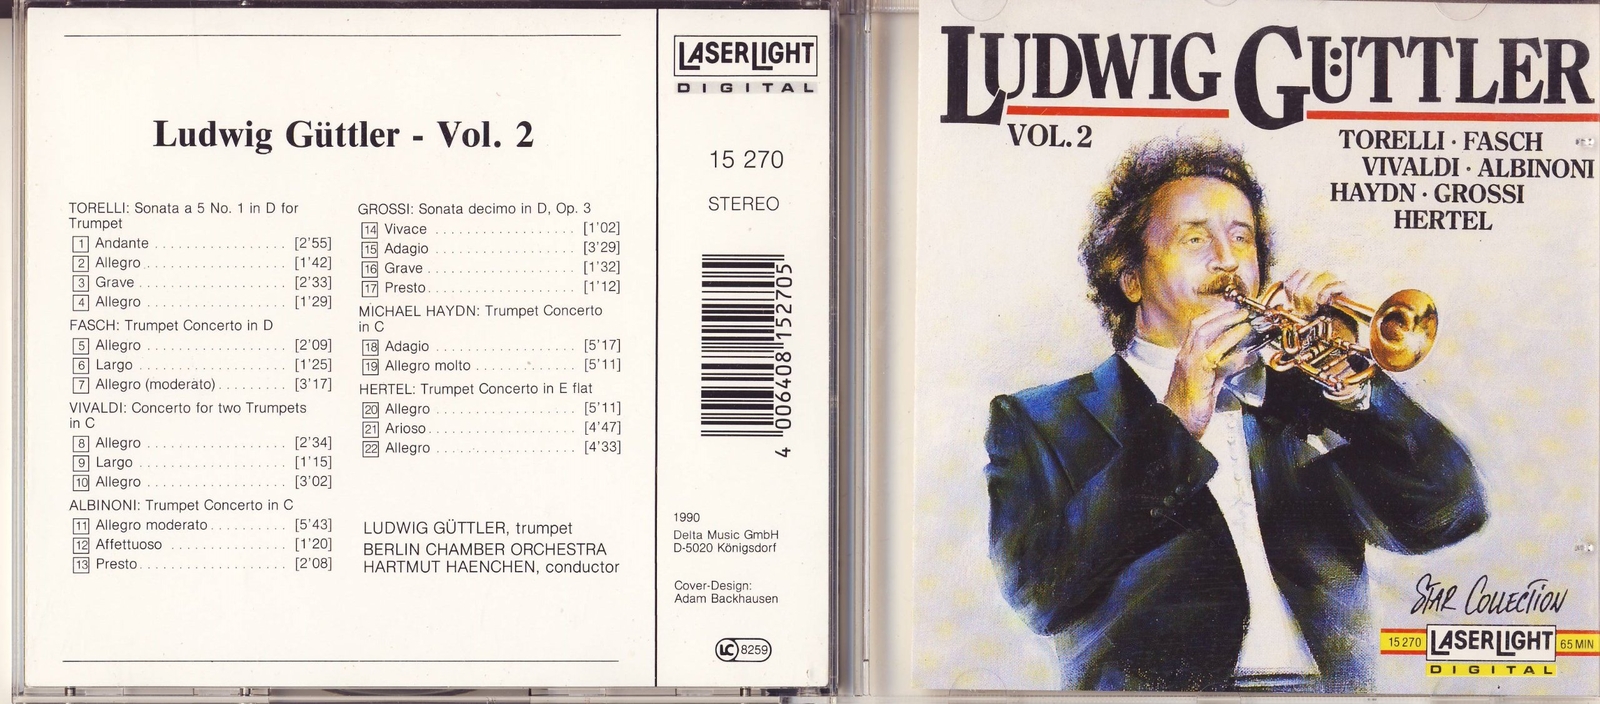 Ludwig Güttler - Vol. 2
TORELLI: Sonata a 5 No. 1 in D for
Trumpet
1 Andante . . . . . . . . . . . . . . . . . [2'55]
2 Allegro . . . . . . . . . . . . . . . . . [1'42]
3 Grave . . . . . . . . . . . . . . . . . [2'33]
4 Allegro . . . . . . . . . . . . . . . . . [1'29]
FASCH: Trumpet Concerto in D
5 Allegro . . . . . . . . . . . . . . . . . [2'09]
6 Largo . . . . . . . . . . . . . . . . . [1'25]
7 Allegro (moderato) . . . . . . . . . [3'17]
VIVALDI: Concerto for two Trumpets
in C
8 Allegro . . . . . . . . . . . . . . . . . [2'34]
9 Largo . . . . . . . . . . . . . . . . . [1'15]
10 Allegro . . . . . . . . . . . . . . . . . [3'02]
ALBINONI: Trumpet Concerto in C
11 Allegro moderato . . . . . . . . . . [5'43]
12 Affettuoso . . . . . . . . . . . . . . . [1'20]
13 Presto . . . . . . . . . . . . . . . . . [2'08]
GROSSI: Sonata decimo in D, Op. 3
14 Vivace . . . . . . . . . . . . . . . . . [1'02]
15 Adagio . . . . . . . . . . . . . . . . . [3'29]
16 Grave . . . . . . . . . . . . . . . . . [1'32]
17 Presto . . . . . . . . . . . . . . . . . [1'12]
MICHAEL HAYDN: Trumpet Concerto
in C
18 Adagio . . . . . . . . . . . . . . . . . [5'17]
19 Allegro molto . . . . . . . . . . . . . [5'11]
HERTEL: Trumpet Concerto in E flat
20 Allegro . . . . . . . . . . . . . . . . . [5'11]
21 Arioso . . . . . . . . . . . . . . . . . [4'47]
22 Allegro . . . . . . . . . . . . . . . . . [4'33]
LUDWIG GÜTTLER, trumpet
BERLIN CHAMBER ORCHESTRA
HARTMUT HAENCHEN, conductor
LASERLIGHT
DIGITAL
15 270
STEREO
4 006408 152705
1990
Delta Music GmbH
D-5020 Königsdorf
Cover-Design:
Adam Backhausen
LC 8259
LUDWIG GÜTTLER
VOL. 2
TORELLI · FASCH
VIVALDI · ALBINONI
HAYDN · GROSSI
HERTEL
STAR COLLECTION
15 270 LASERLIGHT 65 MIN
DIGITAL